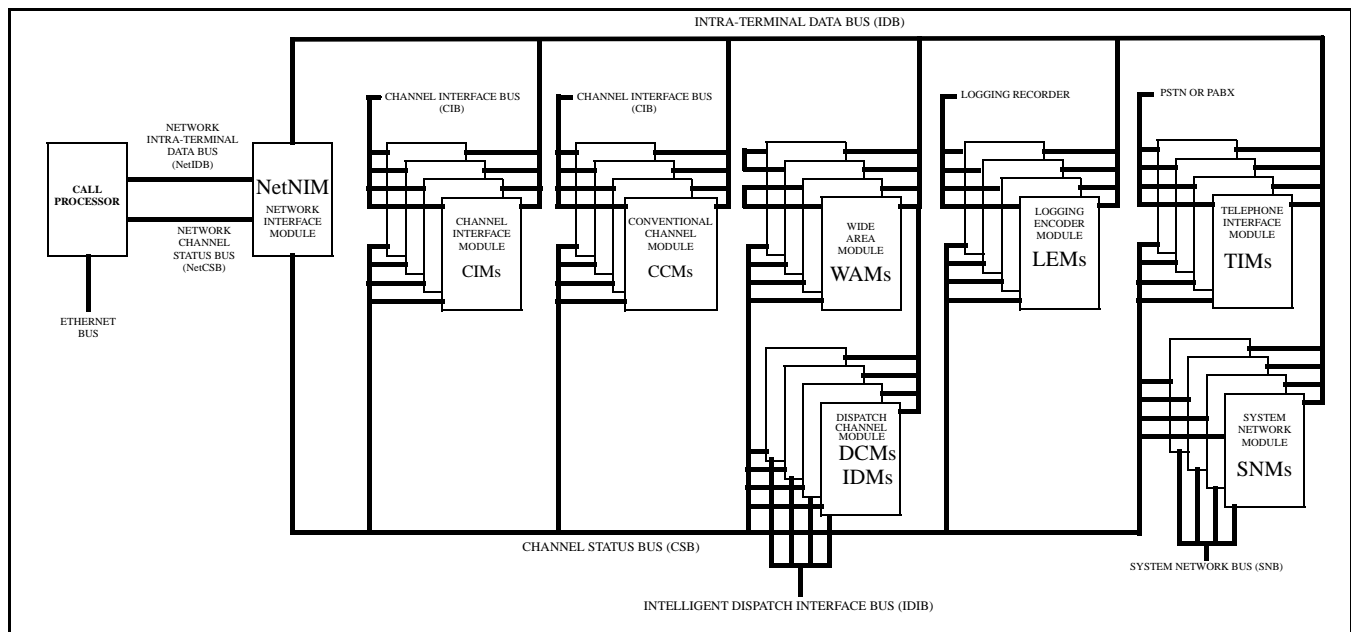 INTRA-TERMINAL DATA BUS (IDB)
CHANNEL INTERFACE BUS
(CIB)
CHANNEL INTERFACE BUS
(CIB)
LOGGING RECORDER
PSTN OR PABX
NETWORK
INTRA-TERMINAL
DATA BUS
(NetIDB)
CALL
PROCESSOR
NetNIM
NETWORK
INTERFACE
MODULE
NETWORK
CHANNEL
STATUS BUS
(NetCSB)
ETHERNET
BUS
CHANNEL
INTERFACE
MODULE
CIMs
CONVENTIONAL
CHANNEL
MODULE
CCMs
WIDE
AREA
MODULE
WAMs
LOGGING
ENCODER
MODULE
LEMs
TELEPHONE
INTERFACE
MODULE
TIMs
DISPATCH
CHANNEL
MODULE
DCMs
IDMs
SYSTEM
NETWORK
MODULE
SNMs
CHANNEL STATUS BUS (CSB)
SYSTEM NETWORK BUS (SNB)
INTELLIGENT DISPATCH INTERFACE BUS (IDIB)